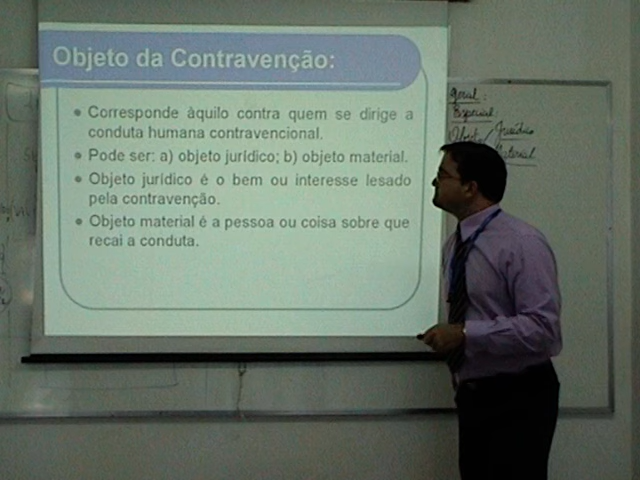 Objeto da Contravenção:
Corresponde àquilo contra quem se dirige a
conduta humana contravencional.
Pode ser: a) objeto jurídico; b) objeto material.
Objeto jurídico é o bem ou interesse lesado
pela contravenção.
Objeto material é a pessoa ou coisa sobre que
recai a conduta.
Geral:
Especial:
Objeto Jurídico
Material